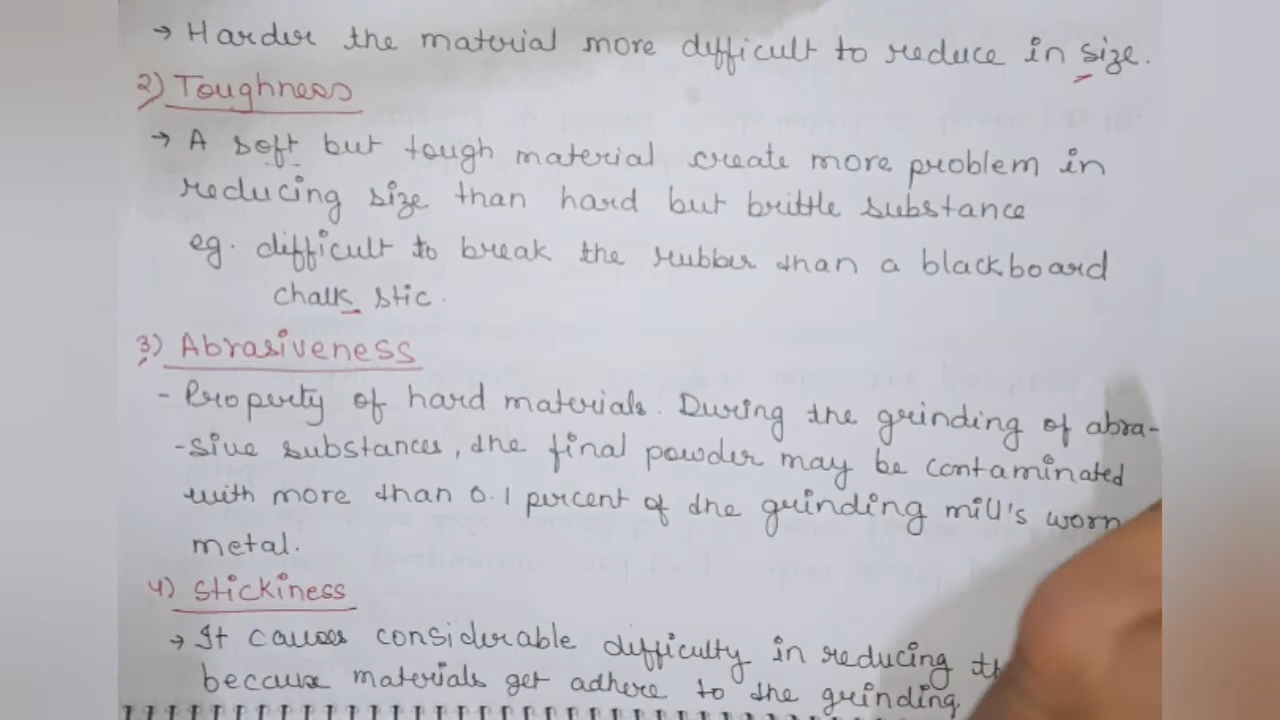 → Harder the material more difficult to reduce in size.
2) Toughness
→ A soft but tough material create more problem in
reducing size than hard but brittle substance
eg. difficult to break the rubber than a blackboard
chalk stic.
3) Abrasiveness
- Property of hard materials. During the grinding of abra-
-sive substances, the final powder may be contaminated
with more than 0.1 percent of the grinding mill's worn
metal.
4) Stickiness
→ It causes considerable difficulty in reducing
because materials get adhere to the grinding